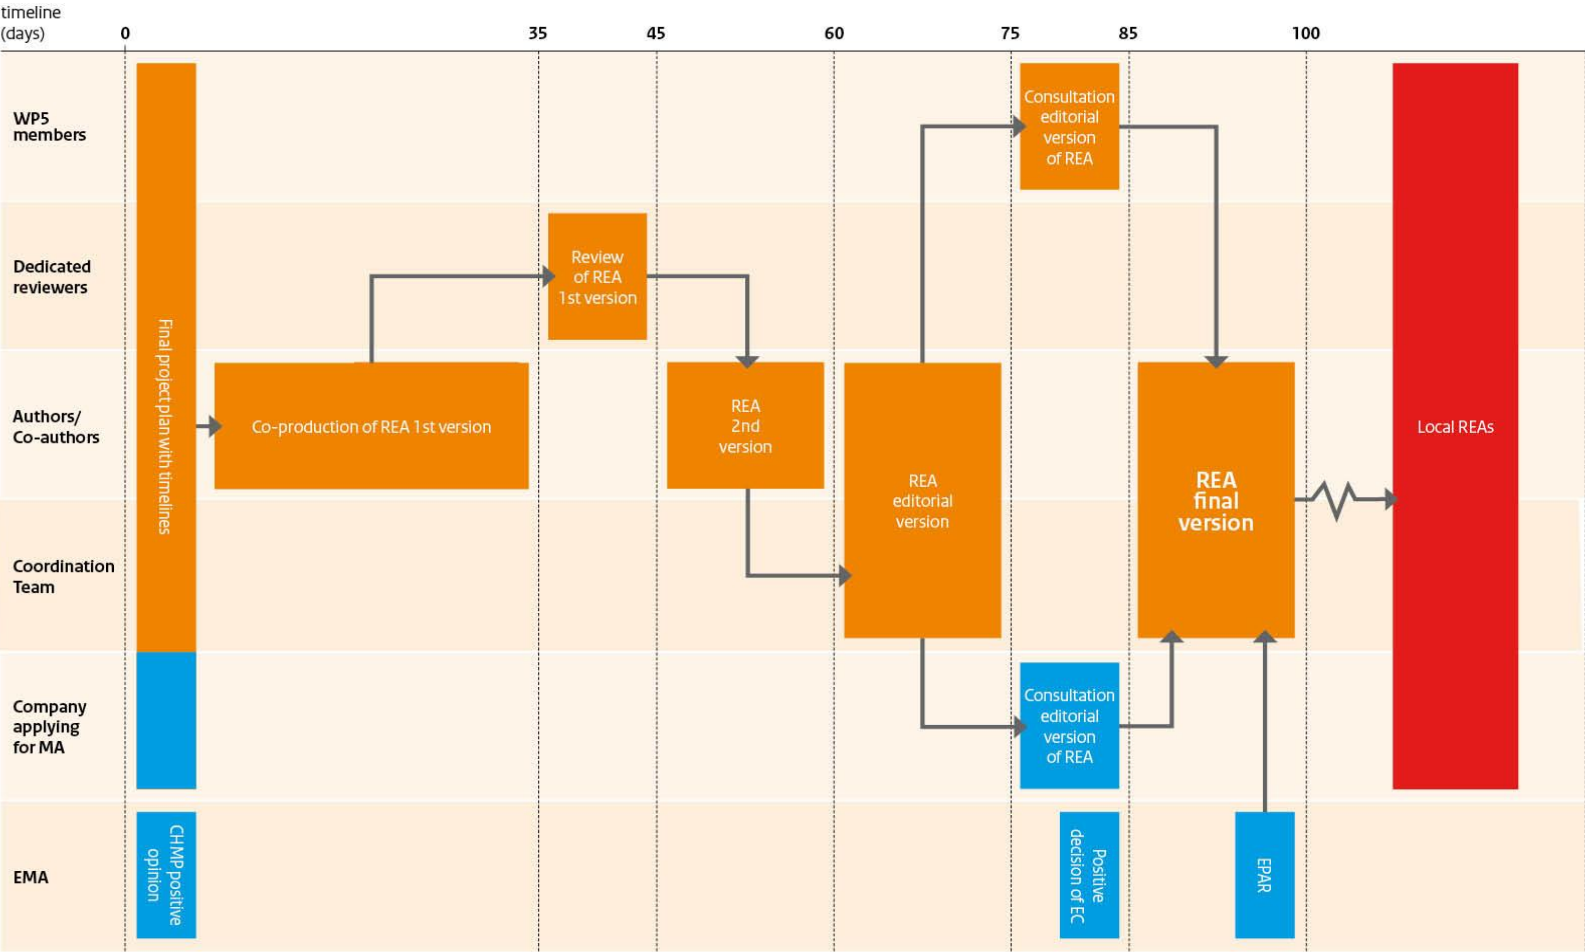 timeline
(days)
0
35
45
60
75
85
100
WP5
members
Consultation
editorial
version
of REA
Dedicated
reviewers
Review
of REA
1st version
Final project plan with timelines
Authors/
Co-authors
Co-production of REA 1st version
REA
2nd
version
REA
editorial
version
REA
final
version
Local REAs
Coordination
Team
Company
applying
for MA
Consultation
editorial
version
of REA
EMA
CHMP positive
opinion
Positive
decision of EC
EPAR